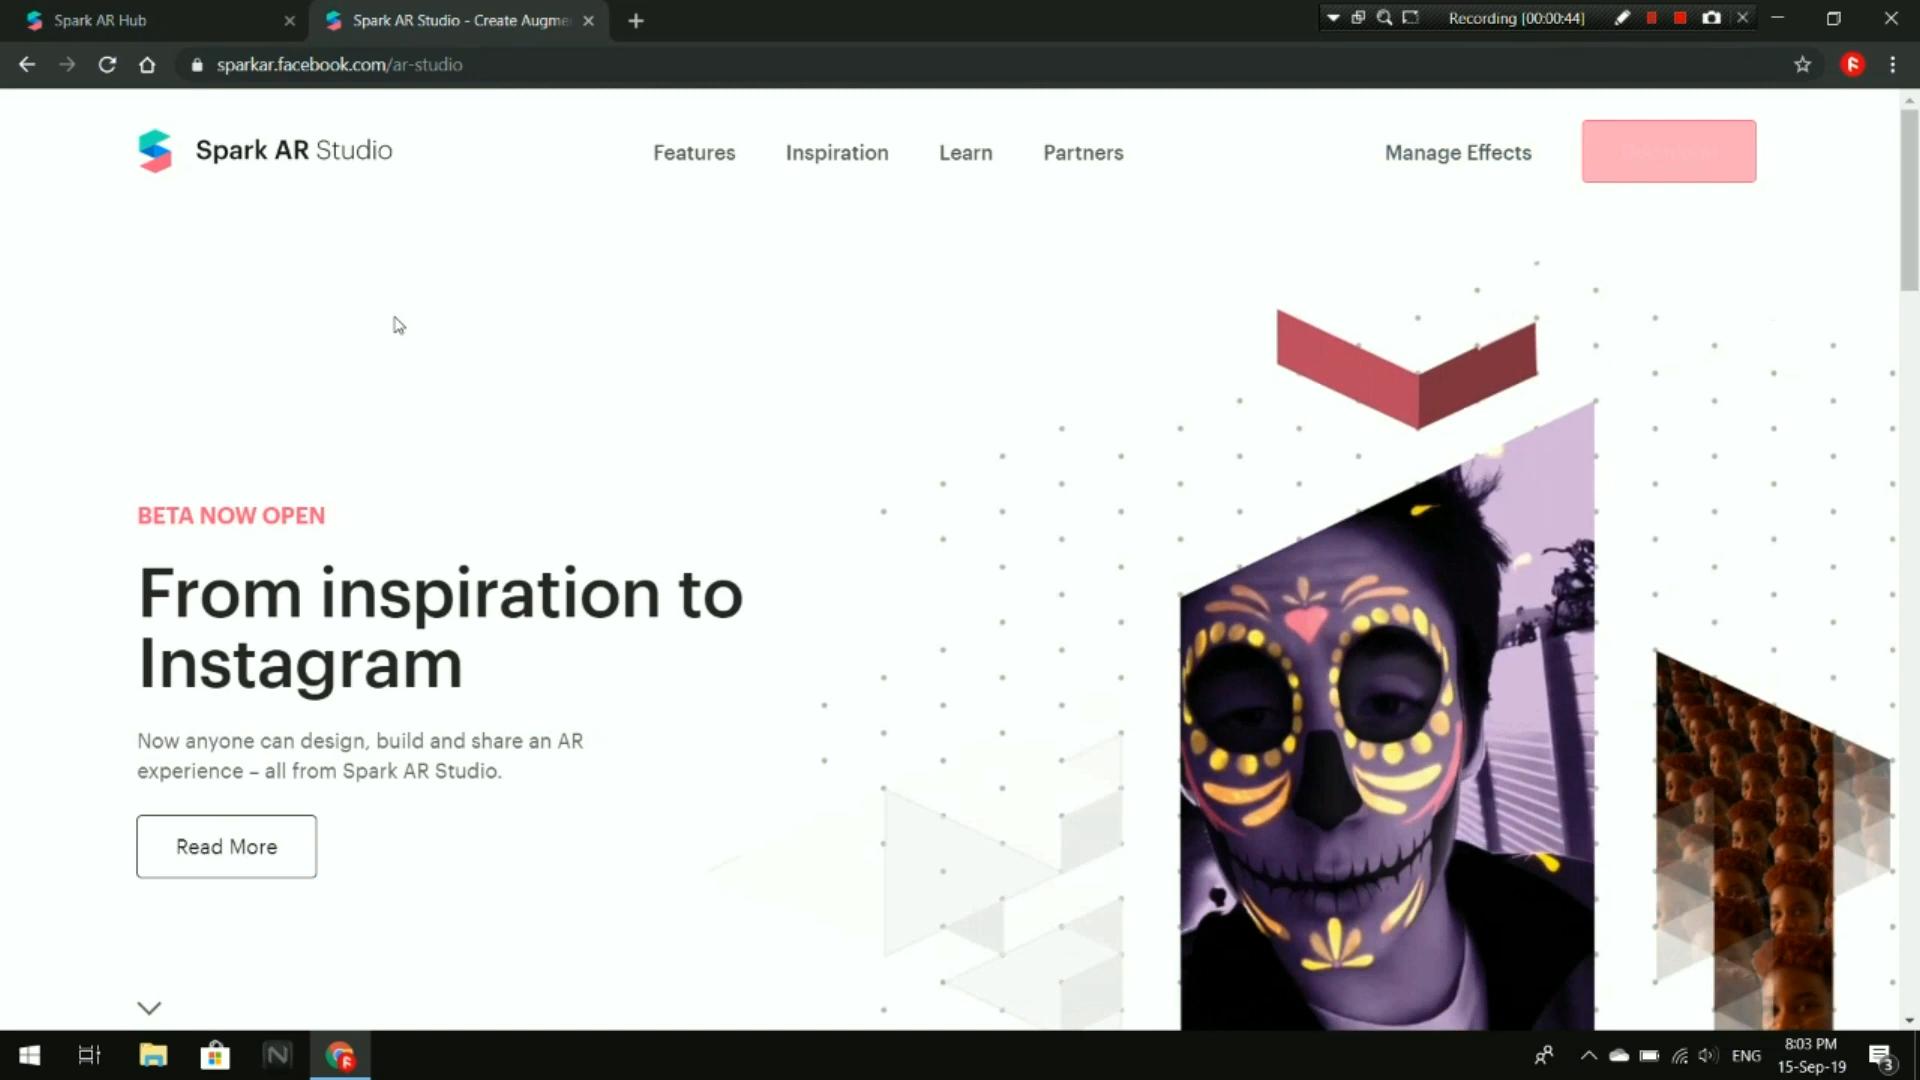 Spark AR Hub
Spark AR Studio - Create Augme
Recording [00:00:44]
sparkar.facebook.com/ar-studio
Spark AR Studio
Features
Inspiration
Learn
Partners
Manage Effects
BETA NOW OPEN
From inspiration to
Instagram
Now anyone can design, build and share an AR
experience – all from Spark AR Studio.
Read More
ENG
8:03 PM
15-Sep-19
3